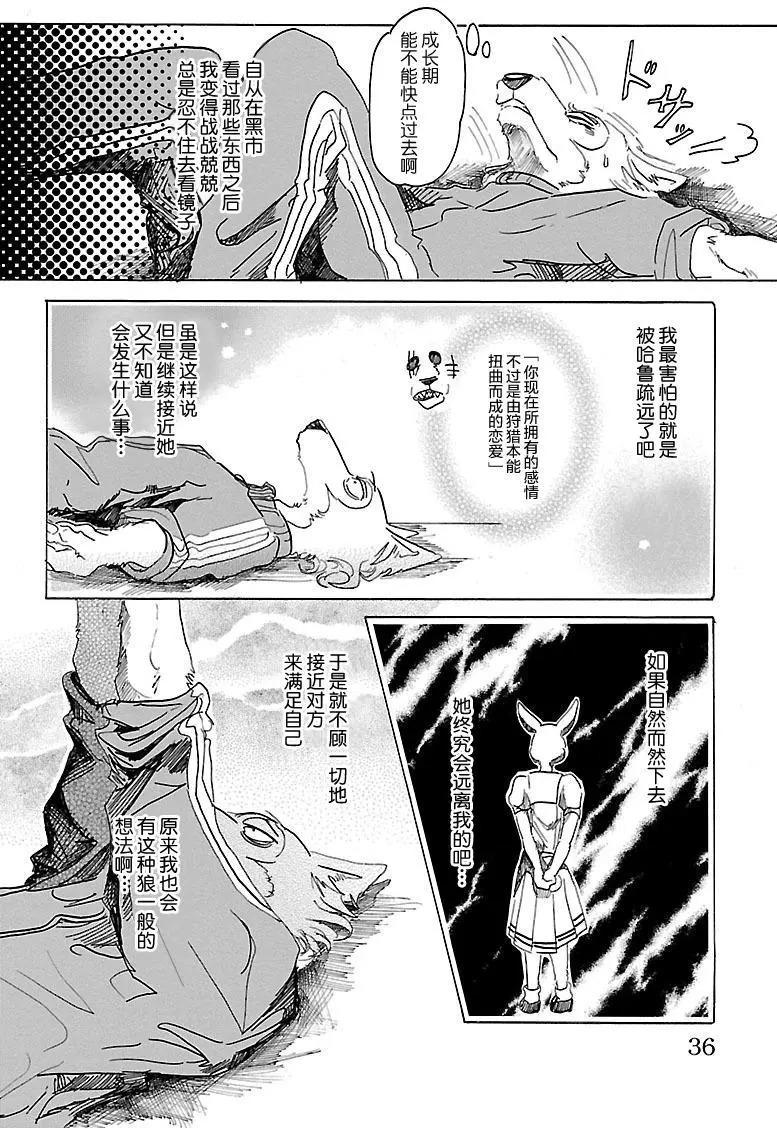 ジタ
バタ
成长期
能不能快点过去啊
自从在黑市
看过那些东西之后
我变得战战兢兢
总是忍不住去看镜子
我最害怕的就是
被哈鲁疏远了吧
「你现在所拥有的感情
不过是由狩猎本能
扭曲而成的恋爱」
虽是这样说
但是继续接近她
又不知道
会发生什么事…
如果自然而然下去
她终究会远离我的吧…
于是就不顾一切地
接近对方
来满足自己
原来我也会
有这种狼一般的
想法啊…
36